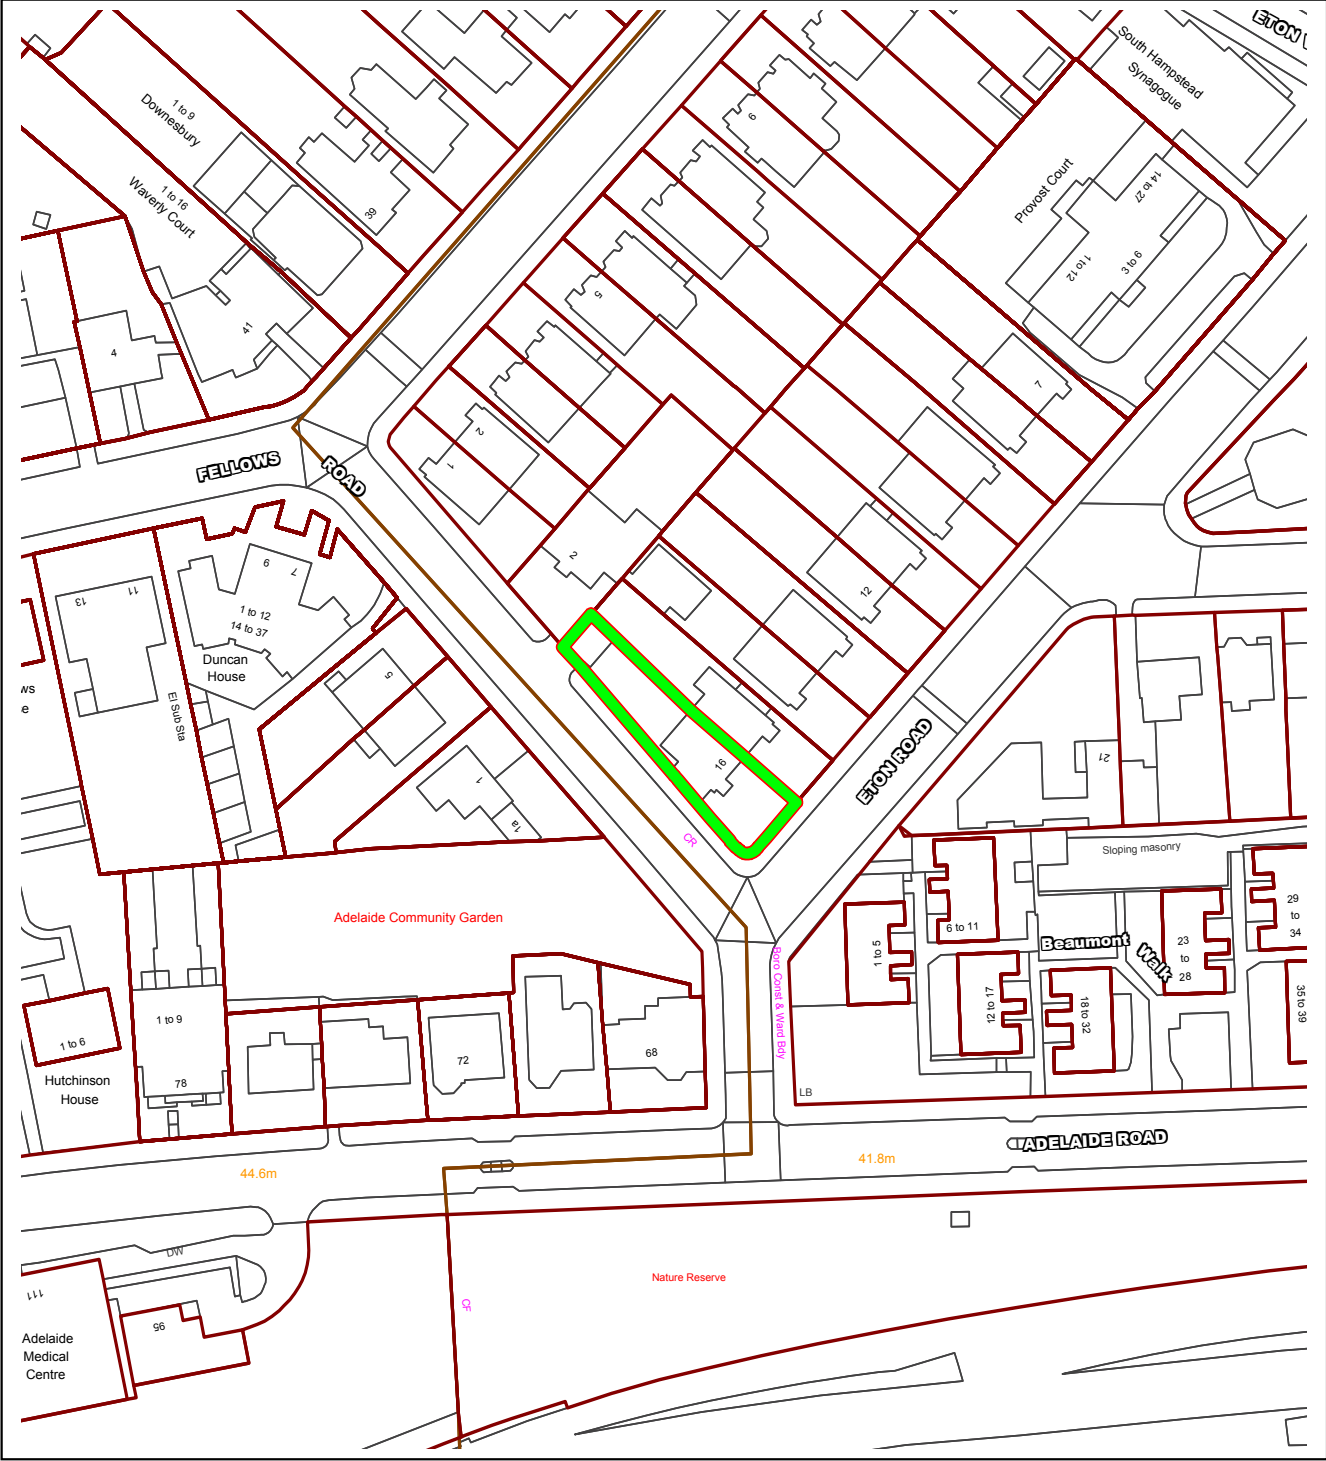 ETON
South Hampstead
Synagogue
1 to 9
Downesbury
1 to 16
Waverly Court
39
6
Provost Court
14 to 27
1 to 12
3 to 9
41
4
5
7
2
1
FELLOWS
ROAD
2
12
13
11
9
7
1 to 12
14 to 37
Duncan
House
5
ws
e
El Sub Sta
1
1a
16
ETON ROAD
CR
21
Sloping masonry
Adelaide Community Garden
6 to 11
1 to 5
Beaumont
Walk
23
to
28
29
to
34
Boro Const & Ward Bdy
12 to 17
18 to 32
35 to 39
1 to 9
78
1 to 6
Hutchinson
House
72
68
LB
ADELAIDE ROAD
44.6m
41.8m
DW
Nature Reserve
CF
111
95
Adelaide
Medical
Centre